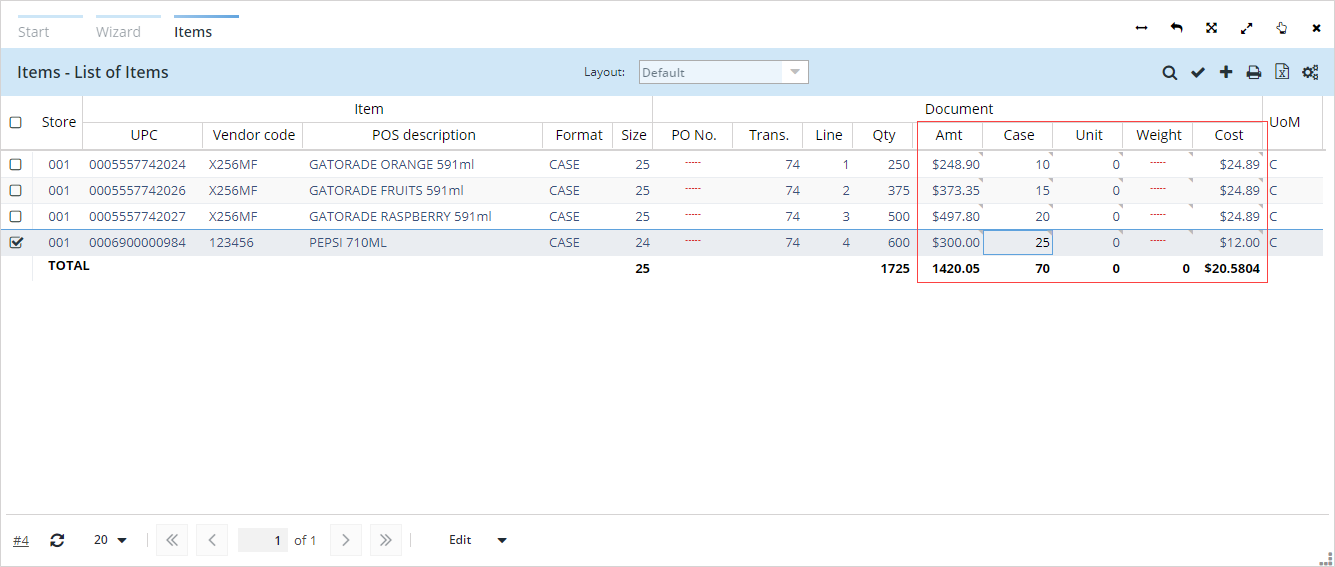 Start Wizard Items
Items - List of Items Layout: Default
Item Document
Store UoM
UPC Vendor code POS description Format Size PO No. Trans. Line Qty Amt Case Unit Weight Cost
001 0005557742024 X256MF GATORADE ORANGE 591ml CASE 25 ----- 74 1 250 $248.90 10 0 ----- $24.89 C
001 0005557742026 X256MF GATORADE FRUITS 591ml CASE 25 ----- 74 2 375 $373.35 15 0 ----- $24.89 C
001 0005557742027 X256MF GATORADE RASPBERRY 591ml CASE 25 ----- 74 3 500 $497.80 20 0 ----- $24.89 C
001 0006900000984 123456 PEPSI 710ML CASE 24 ----- 74 4 600 $300.00 25 0 ----- $12.00 C
TOTAL 25 1725 1420.05 70 0 0 $20.5804
#4 20 1 of 1 Edit